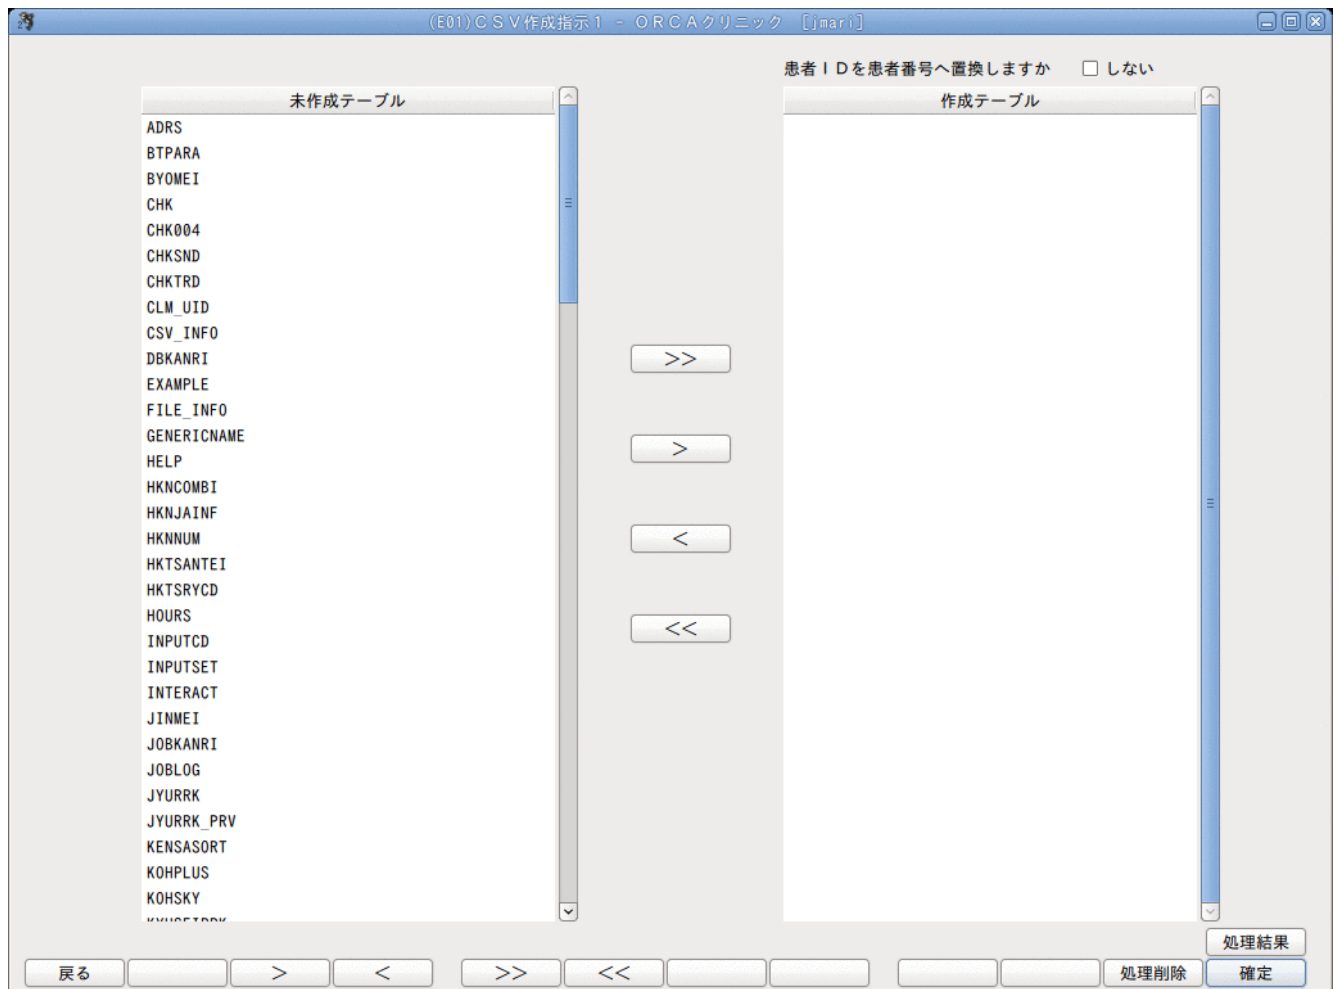 (E01)ＣＳＶ作成指示１ - ＯＲＣＡクリニック [jmari]
患者ＩＤを患者番号へ置換しますか しない
未作成テーブル 作成テーブル
ADRS
BTPARA
BYOMEI
CHK
CHK004
CHKSND
CHKTRD
CLM_UID
CSV_INFO
DBKANRI
EXAMPLE
FILE_INFO
GENERICNAME
HELP
HKNCOMBI
HKNJAINF
HKNNUM
HKTSANTEI
HKTSRYCD
HOURS
INPUTCD
INPUTSET
INTERACT
JINMEI
JOBKANRI
JOBLOG
JYURRK
JYURRK_PRV
KENSASORT
KOHPLUS
KOHSKY
>>
>
<
<<
処理結果
戻る > < >> << 処理削除 確定